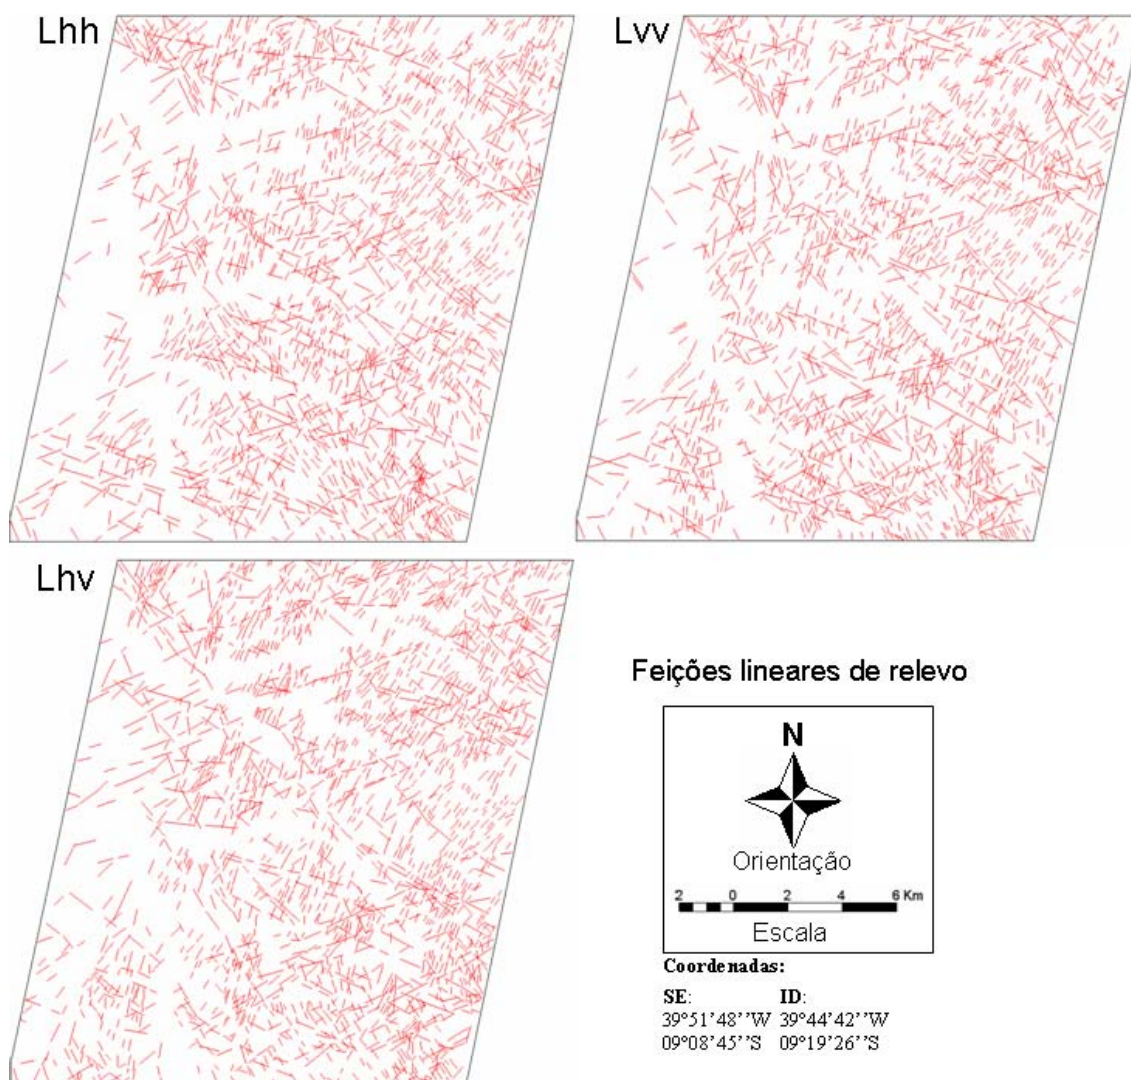 Lhh
Lvv
Lhv
Feições lineares de relevo
N
Orientação
2 0 2 4 6 Km
Escala
Coordenadas:
SE: ID:
39°51'48''W 39°44'42''W
09°08'45''S 09°19'26''S